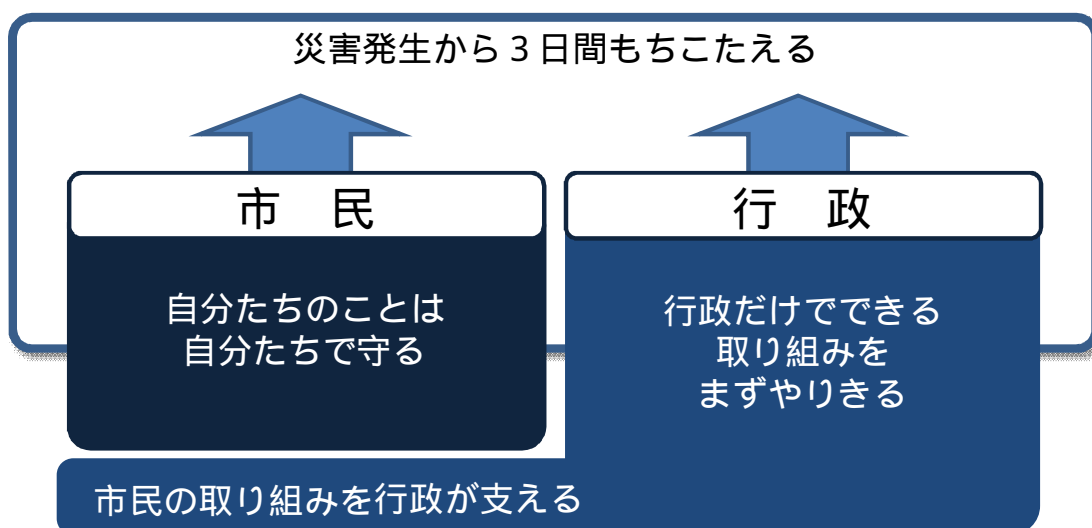 災害発生から３日間もちこたえる
市　民
自分たちのことは
自分たちで守る
行　政
行政だけでできる
取り組みを
まずやりきる
市民の取り組みを行政が支える